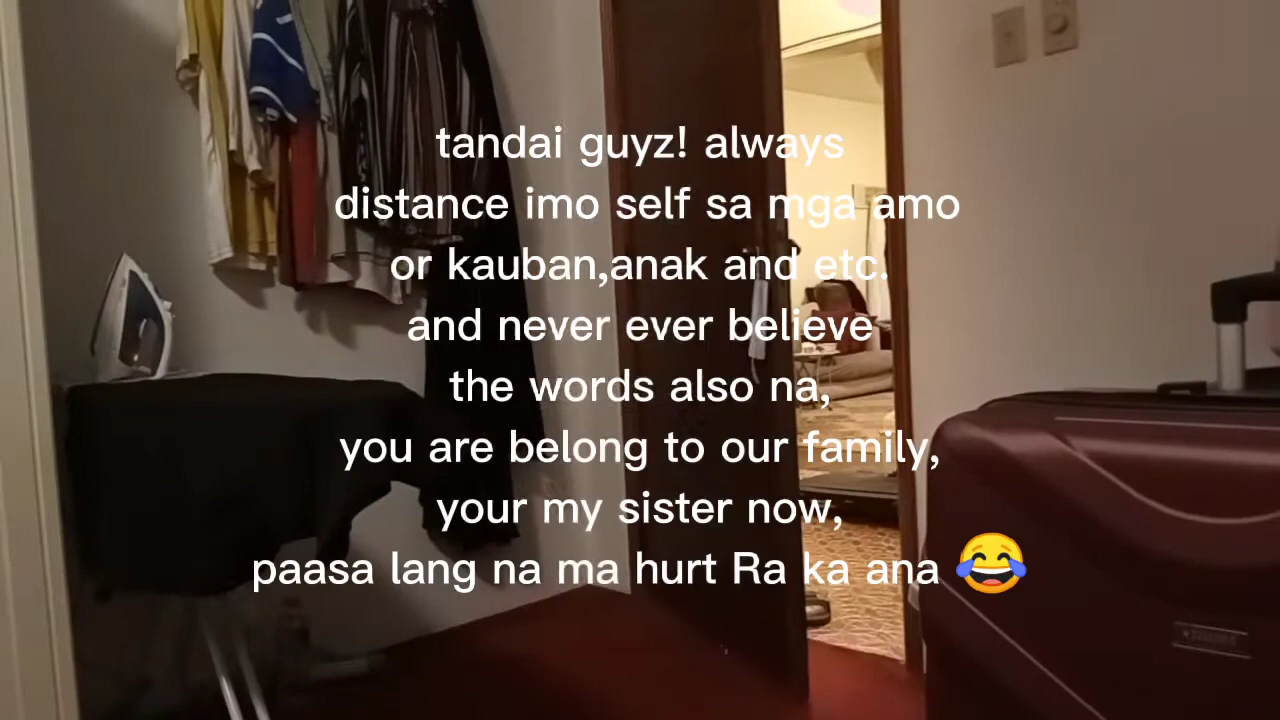 tandai guyz! always
distance imo self sa mga amo
or kauban,anak and etc.
and never ever believe
the words also na,
you are belong to our family,
your my sister now,
paasa lang na ma hurt Ra ka ana 😂